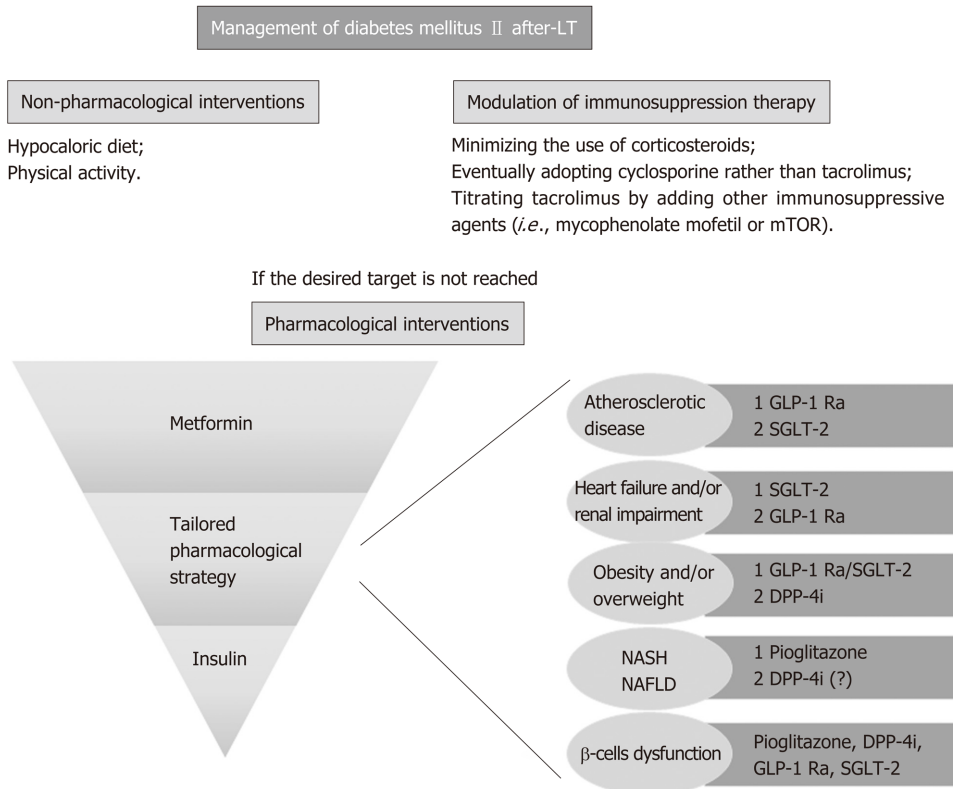 Management of diabetes mellitus Ⅱ after-LT
Non-pharmacological interventions
Hypocaloric diet;
Physical activity.
Modulation of immunosuppression therapy
Minimizing the use of corticosteroids;
Eventually adopting cyclosporine rather than tacrolimus;
Titrating tacrolimus by adding other immunosuppressive
agents (i.e., mycophenolate mofetil or mTOR).
If the desired target is not reached
Pharmacological interventions
Metformin
Tailored
pharmacological
strategy
Insulin
Atherosclerotic
disease
1 GLP-1 Ra
2 SGLT-2
Heart failure and/or
renal impairment
1 SGLT-2
2 GLP-1 Ra
Obesity and/or
overweight
1 GLP-1 Ra/SGLT-2
2 DPP-4i
NASH
NAFLD
1 Pioglitazone
2 DPP-4i (?)
β-cells dysfunction
Pioglitazone, DPP-4i,
GLP-1 Ra, SGLT-2